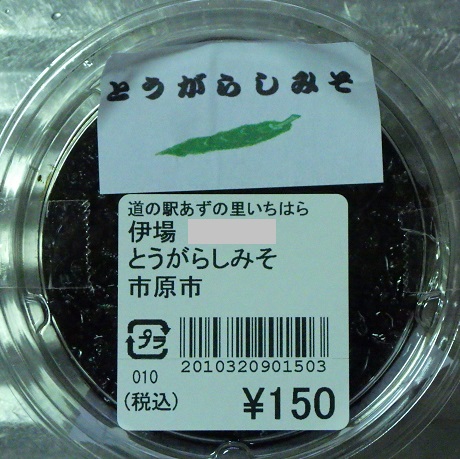 とうがらしみそ
道の駅あずの里いちはら
伊場
とうがらしみそ
市原市
プラ
2010320901503
010
(税込) ¥150